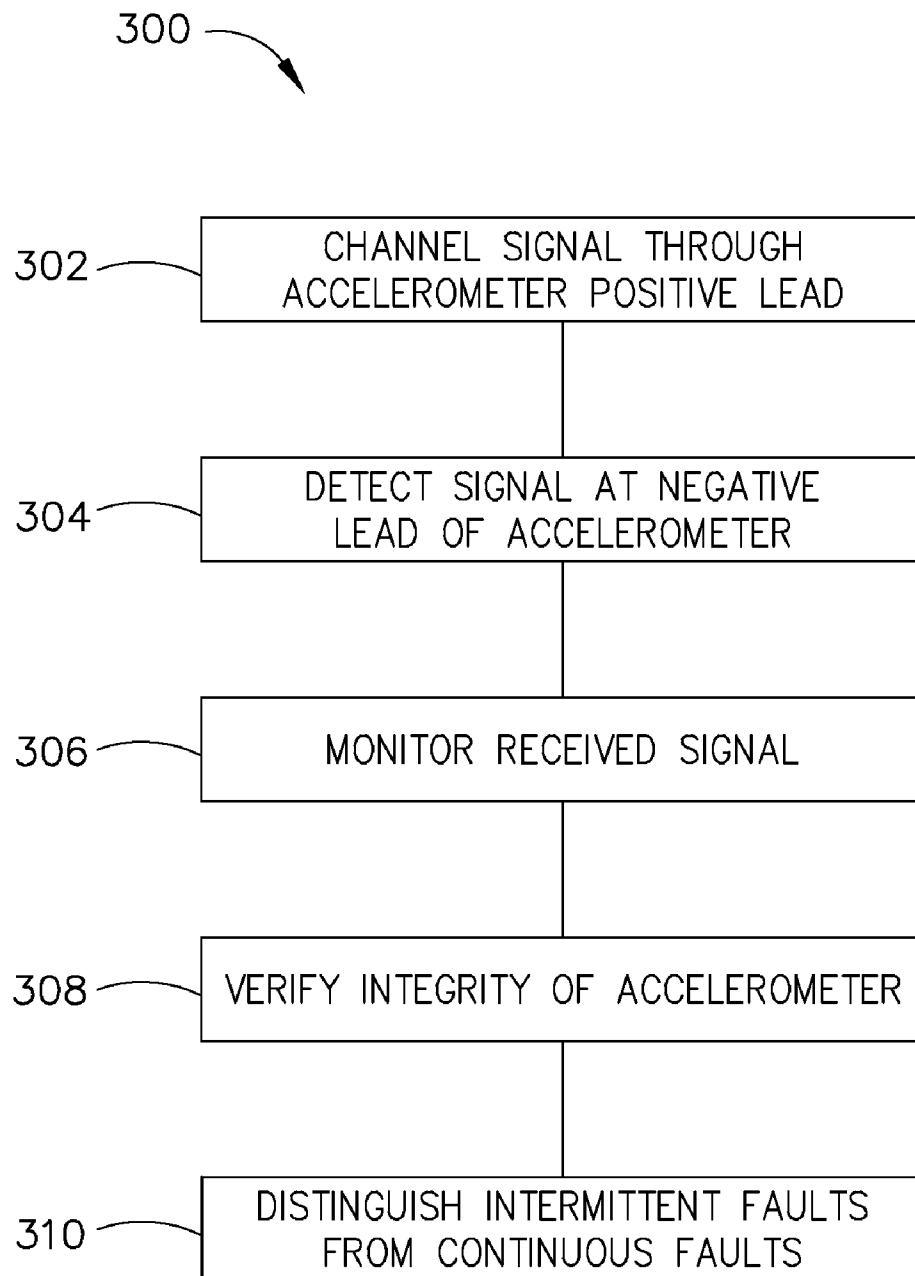 300
302
CHANNEL SIGNAL THROUGH
ACCELEROMETER POSITIVE LEAD
304
DETECT SIGNAL AT NEGATIVE
LEAD OF ACCELEROMETER
306
MONITOR RECEIVED SIGNAL
308
VERIFY INTEGRITY OF ACCELEROMETER
310
DISTINGUISH INTERMITTENT FAULTS
FROM CONTINUOUS FAULTS